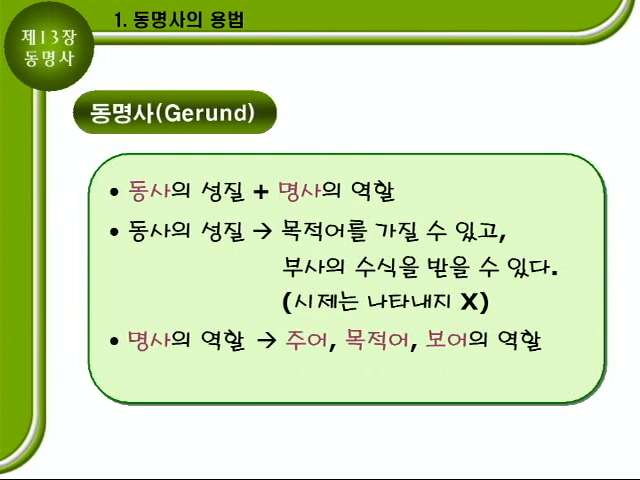 1. 동명사의 용법
제13장
동명사
동명사(Gerund)
• 동사의 성질 + 명사의 역할
• 동사의 성질 → 목적어를 가질 수 있고,
부사의 수식을 받을 수 있다.
(시제는 나타내지 X)
• 명사의 역할 → 주어, 목적어, 보어의 역할